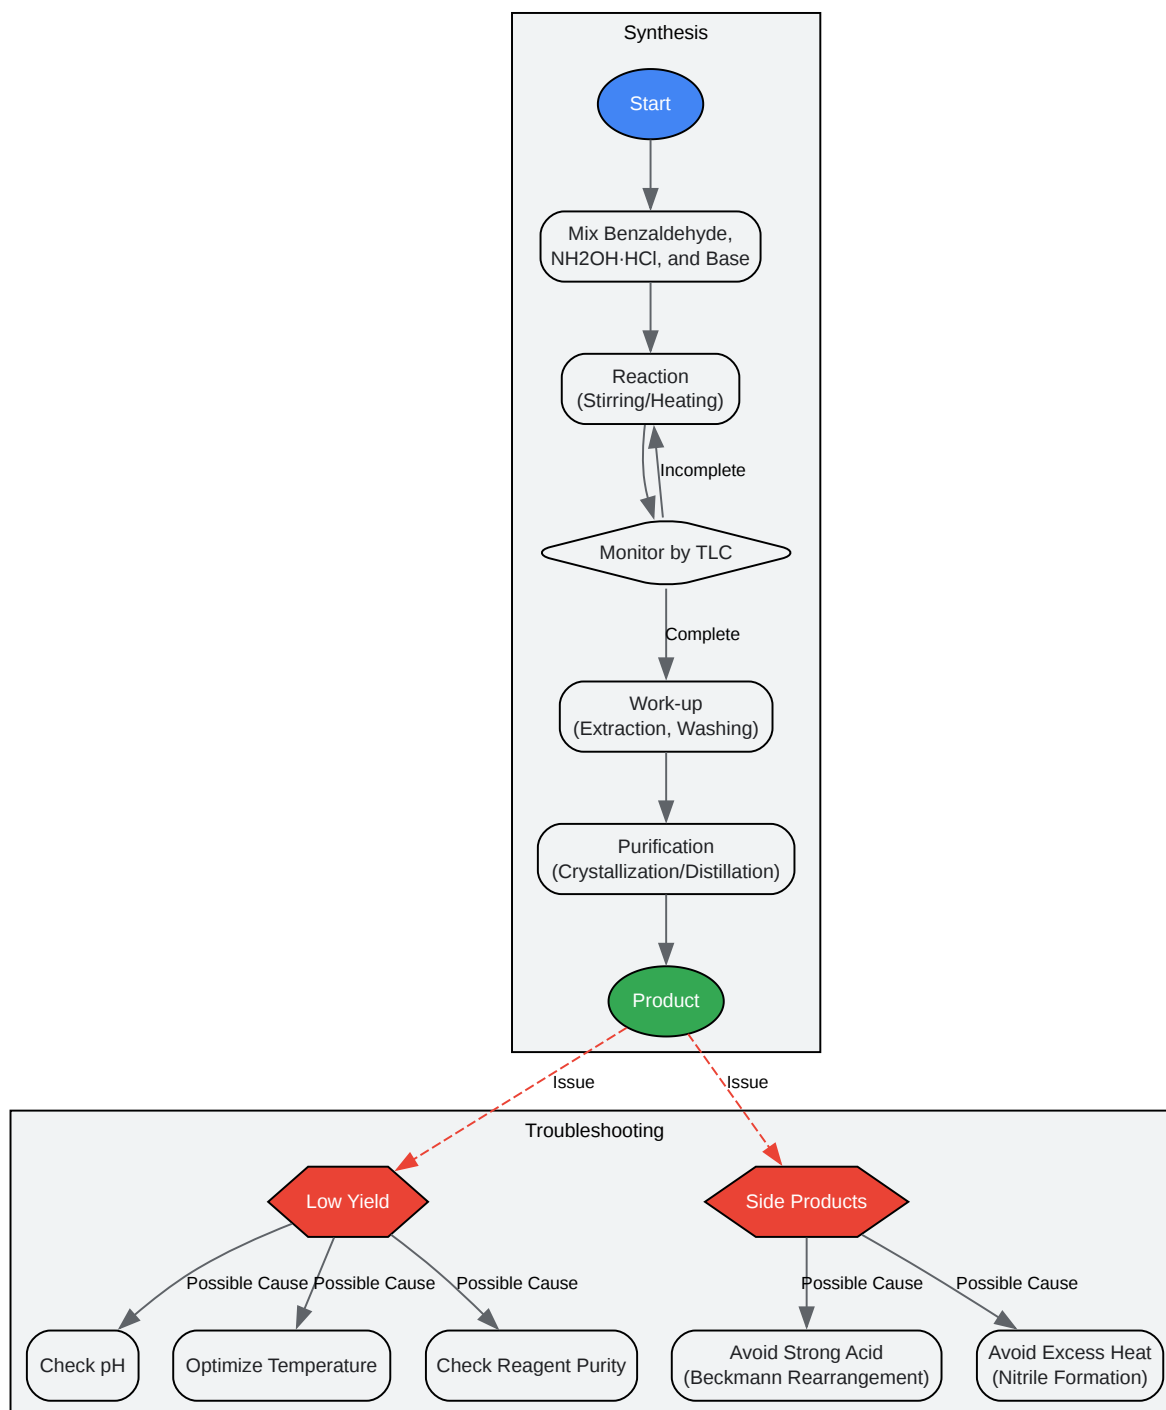 Synthesis
Start
Mix Benzaldehyde,
NH2OH·HCl, and Base
Reaction
(Stirring/Heating)
Incomplete
Monitor by TLC
Complete
Work-up
(Extraction, Washing)
Purification
(Crystallization/Distillation)
Product
Issue
Issue
Troubleshooting
Low Yield
Side Products
Possible Cause
Possible Cause
Possible Cause
Possible Cause
Possible Cause
Check pH
Optimize Temperature
Check Reagent Purity
Avoid Strong Acid
(Beckmann Rearrangement)
Avoid Excess Heat
(Nitrile Formation)